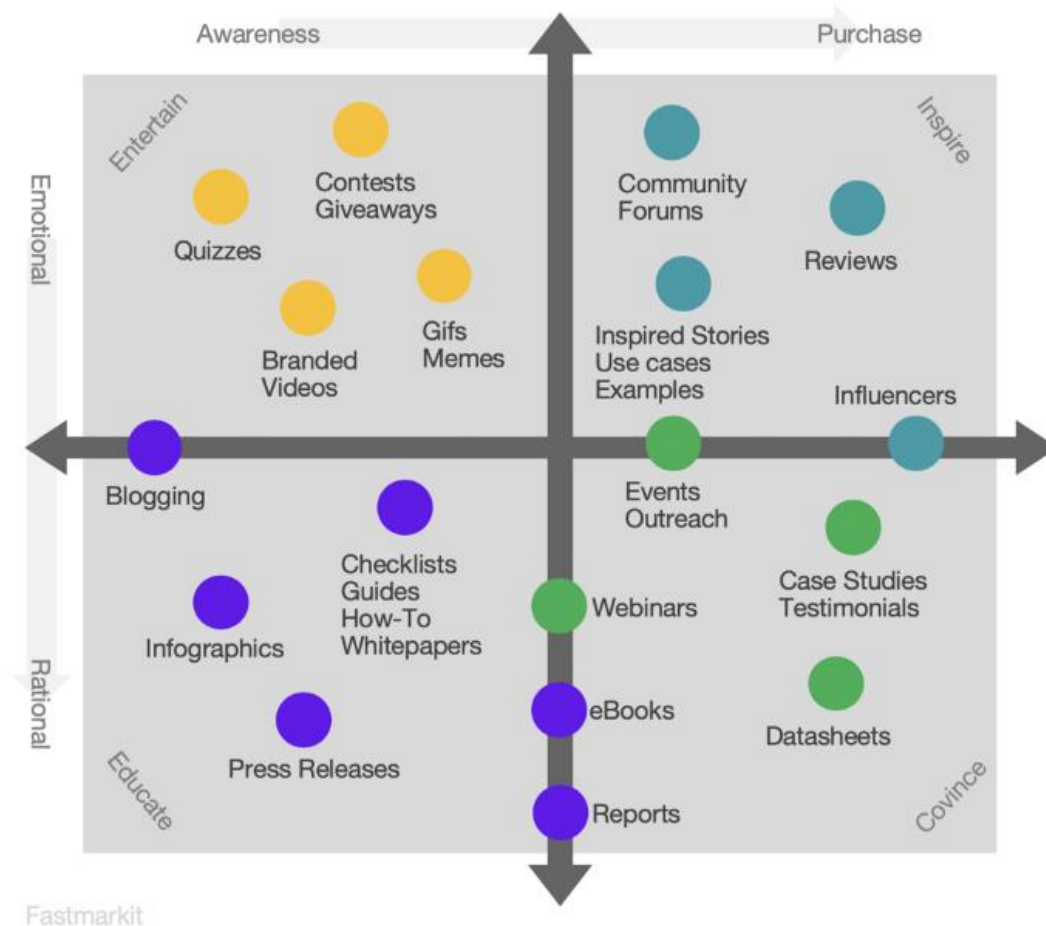 Awareness
Purchase
Entertain
Inspire
Emotional
Contests
Giveaways
Community
Forums
Quizzes
Reviews
Gifs
Memes
Branded
Videos
Inspired Stories
Use cases
Examples
Influencers
Blogging
Events
Outreach
Checklists
Guides
How-To
Whitepapers
Case Studies
Testimonials
Webinars
Infographics
Rational
eBooks
Datasheets
Press Releases
Educate
Reports
Covince
Fastmarkit